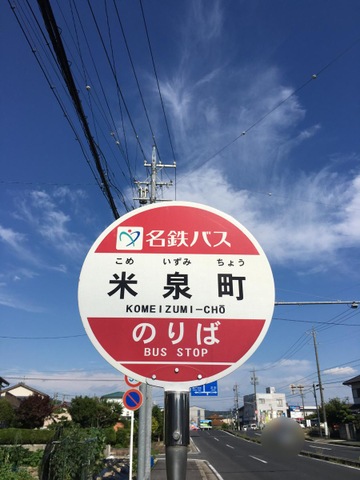 名鉄バス
こめ いずみ ちょう
米泉町
KOMEIZUMI-CHŌ
のりば
BUS STOP